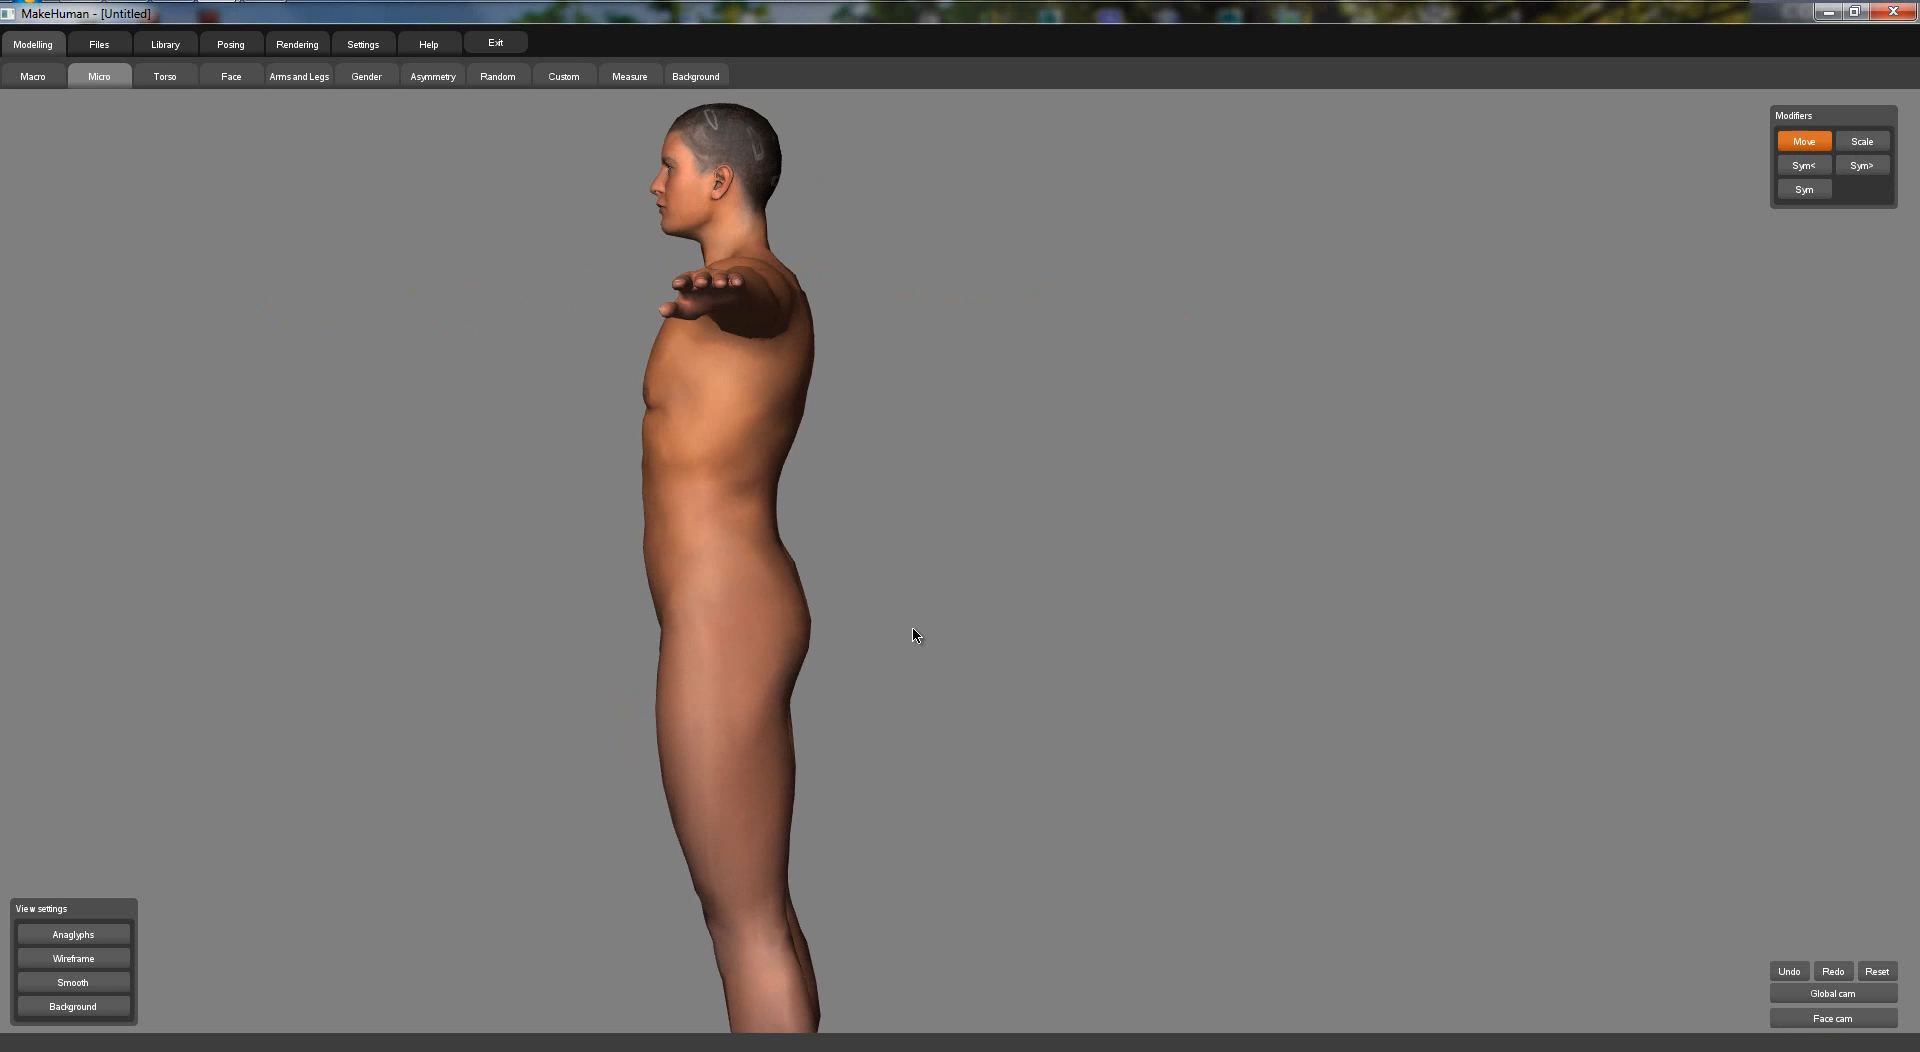 MakeHuman - [Untitled]
Modelling Files Library Posing Rendering Settings Help Exit
Macro Micro Torso Face Arms and Legs Gender Asymmetry Random Custom Measure Background
Modifiers
Move Scale
Sym< Sym>
Sym
View settings
Anaglyphs
Wireframe
Smooth
Background
Undo Redo Reset
Global cam
Face cam